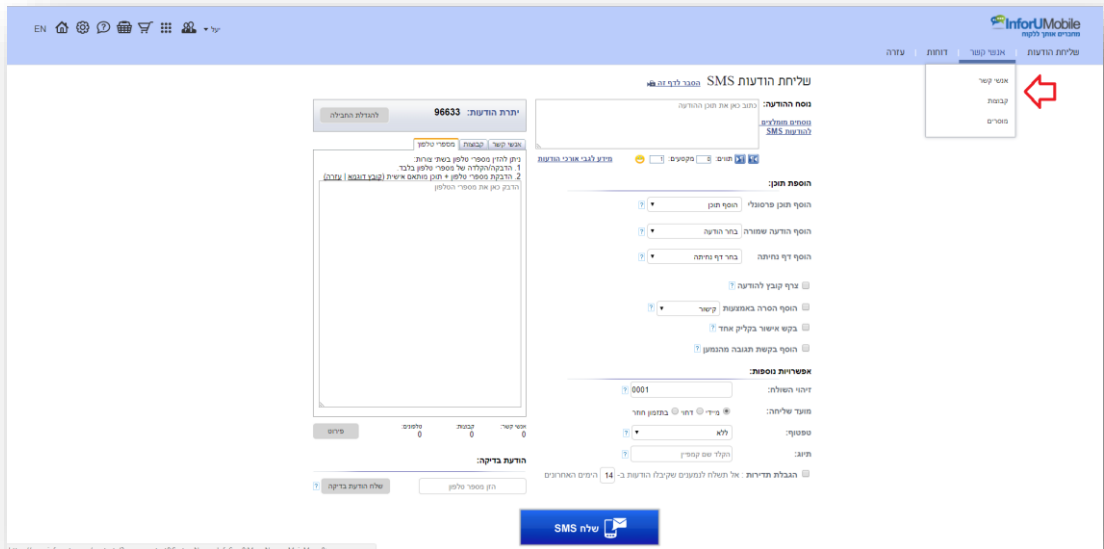 EN
יעל
InforUMobile
מחברים אותך ללקוח
שליחת הודעות | אנשי קשר | דוחות | עזרה
אנשי קשר
קבוצות
מוסרים
שליחת הודעות SMS הסבר לדף זה
נוסח ההודעה:
כתוב כאן את תוכן ההודעה
נוסחים מומלצים
להודעות SMS
תווים: 0 מקטעים: 1 מידע לגבי אורכי הודעות
הוספת תוכן:
הוסף תוכן פרסונלי הוסף תוכן ?
הוסף הודעה שמורה בחר הודעה ?
הוסף דף נחיתה בחר דף נחיתה ?
צרף קובץ להודעה ?
הוסף הסרה באמצעות קישור ?
בקש אישור בקליק אחד ?
הוסף בקשת תגובה מהנמען ?
אפשרויות נוספות:
זיהוי השולח: 0001 ?
מועד שליחה: מיידי דחוי בתזמון חוזר
טפטוף: ללא ?
תיוג: הקלד שם קמפיין ?
הגבלת תדירות : אל תשלח לנמענים שקיבלו הודעות ב- 14 הימים האחרונים
יתרת הודעות: 96633 להגדלת החבילה
אנשי קשר קבוצות מספרי טלפון
ניתן להזין מספרי טלפון בשתי צורות:
1. הדבקה/הקלדה של מספרי טלפון בלבד.
2. הדבקת מספרי טלפון + תוכן מותאם אישית (קובץ דוגמא | עזרה)
הדבק כאן את מספרי הטלפון
אנשי קשר: 0 קבוצות: 0 טלפונים: 0 פירוט
הודעת בדיקה:
הזן מספר טלפון שלח הודעת בדיקה ?
שלח SMS